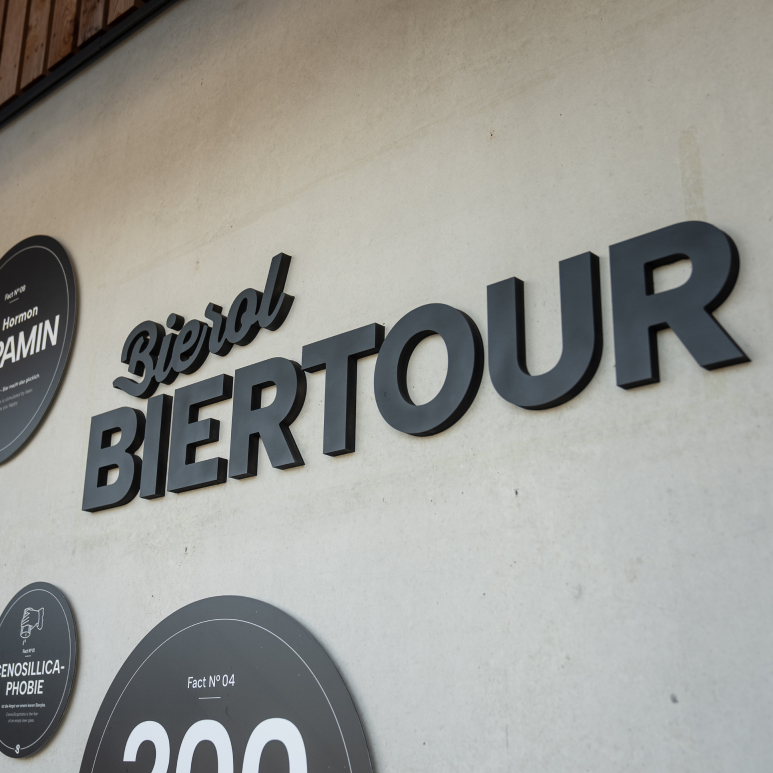 Bierol
BIERTOUR
Fact Nº 08
Hormon
PAMIN
ENOSILLICA-
PHOBIE
Fact Nº 04
200